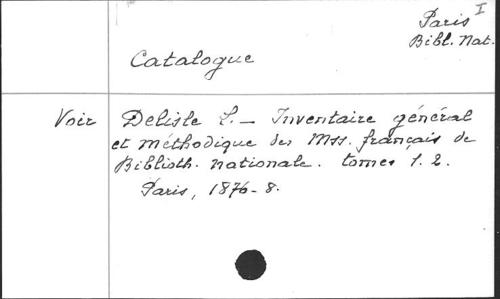 Paris I
Bibl. Nat.
Catalogue
Voir Delisle L. – Inventaire général
et méthodique des Mss. français de
Biblioth. nationale. tomes 1. 2.
Paris, 1876-8.